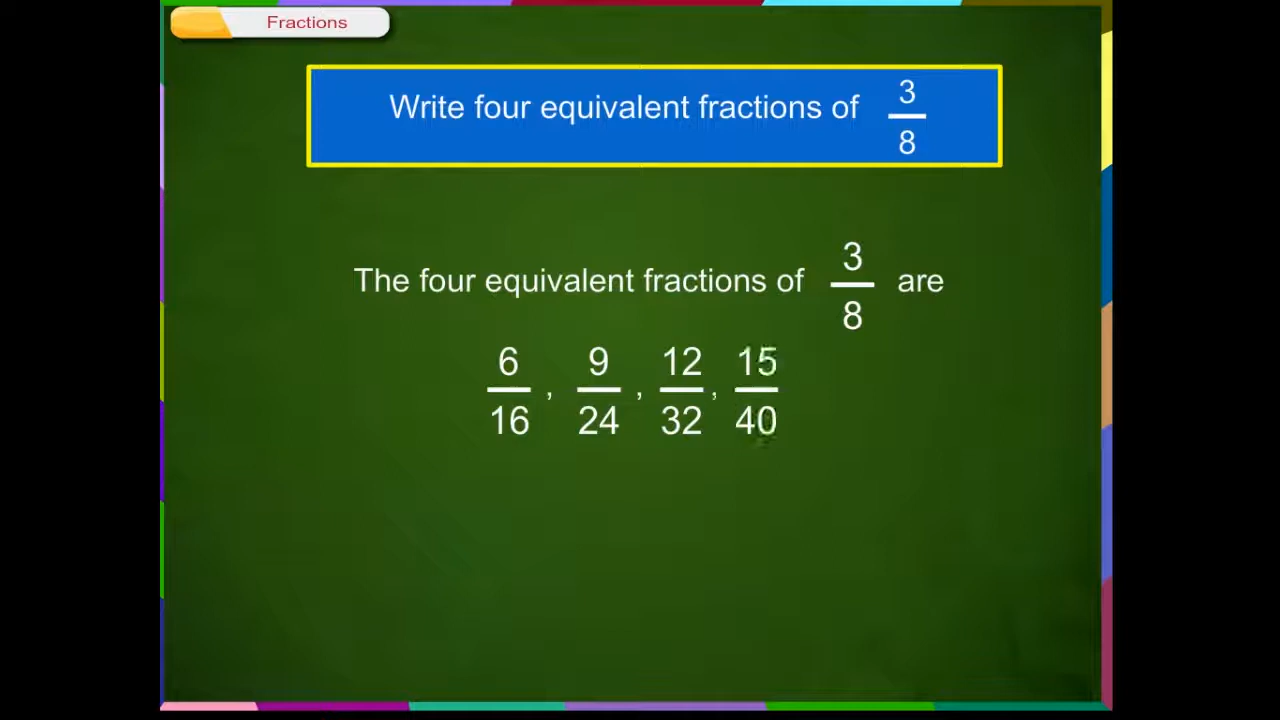 Fractions
Write four equivalent fractions of 3/8
The four equivalent fractions of 3/8 are
6/16, 9/24, 12/32, 15/40